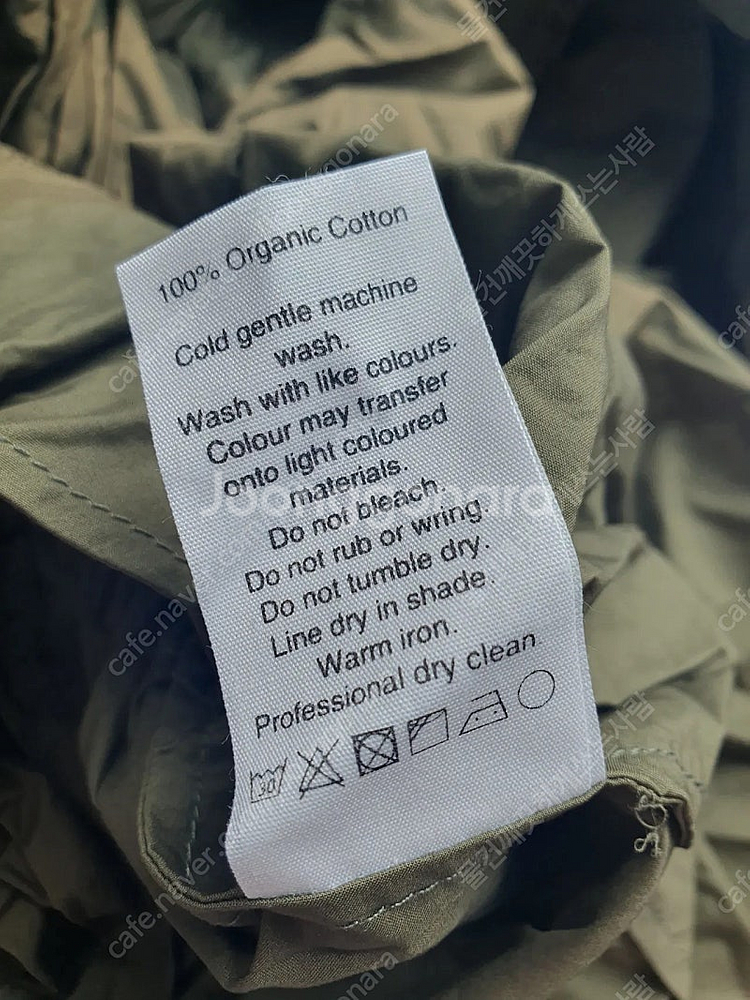 100% Organic Cotton
Cold gentle machine
wash.
Wash with like colours.
Colour may transfer
onto light coloured
materials.
Do not bleach.
Do not rub or wring.
Do not tumble dry.
Line dry in shade.
Warm iron.
Professional dry clean
30